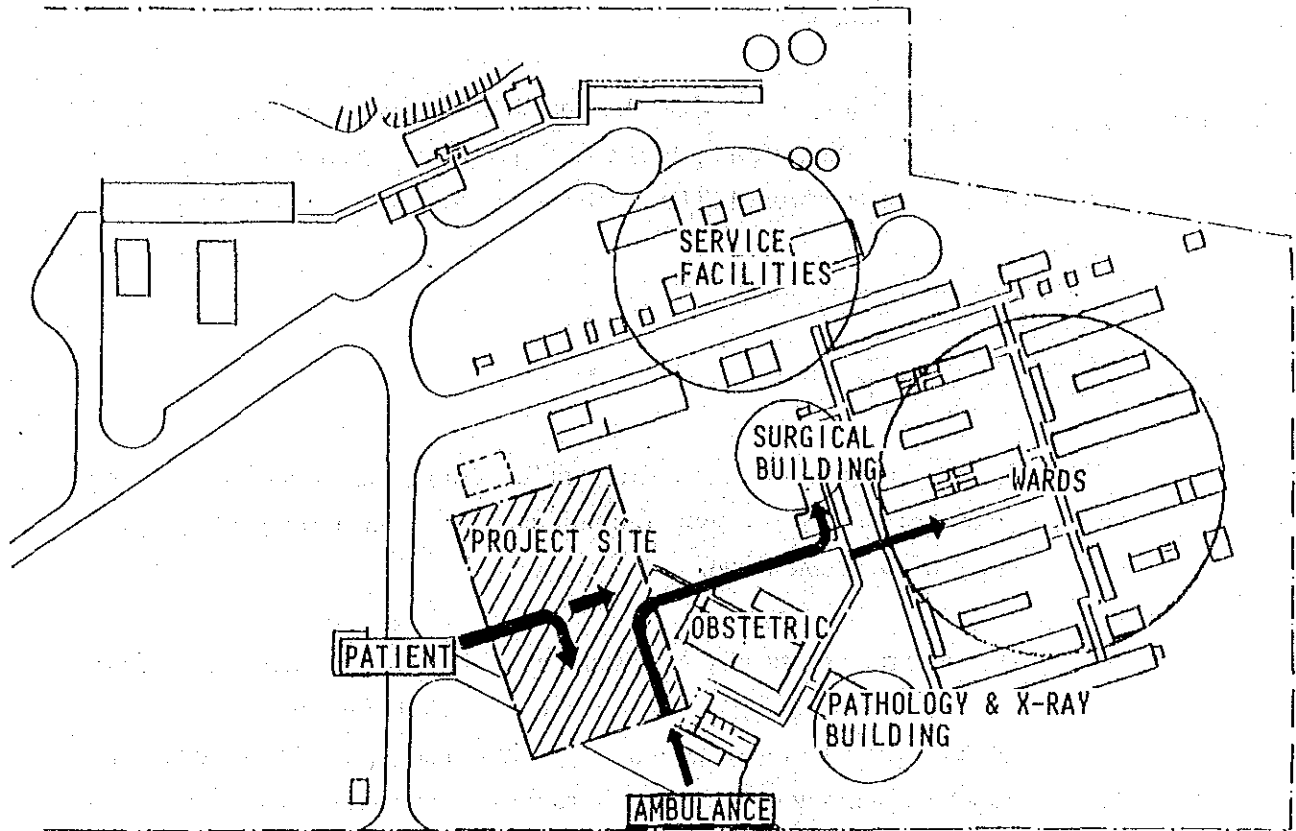 SERVICE
FACILITIES
SURGICAL
BUILDING
WARDS
PROJECT SITE
OBSTETRIC
PATIENT
PATHOLOGY & X-RAY
BUILDING
AMBULANCE